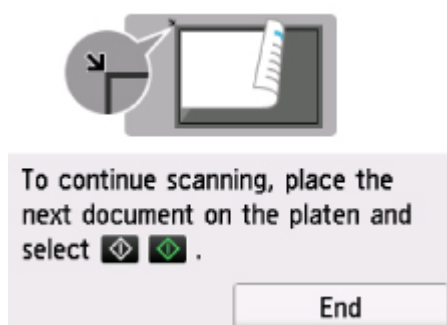 To continue scanning, place the
next document on the platen and
select .
End